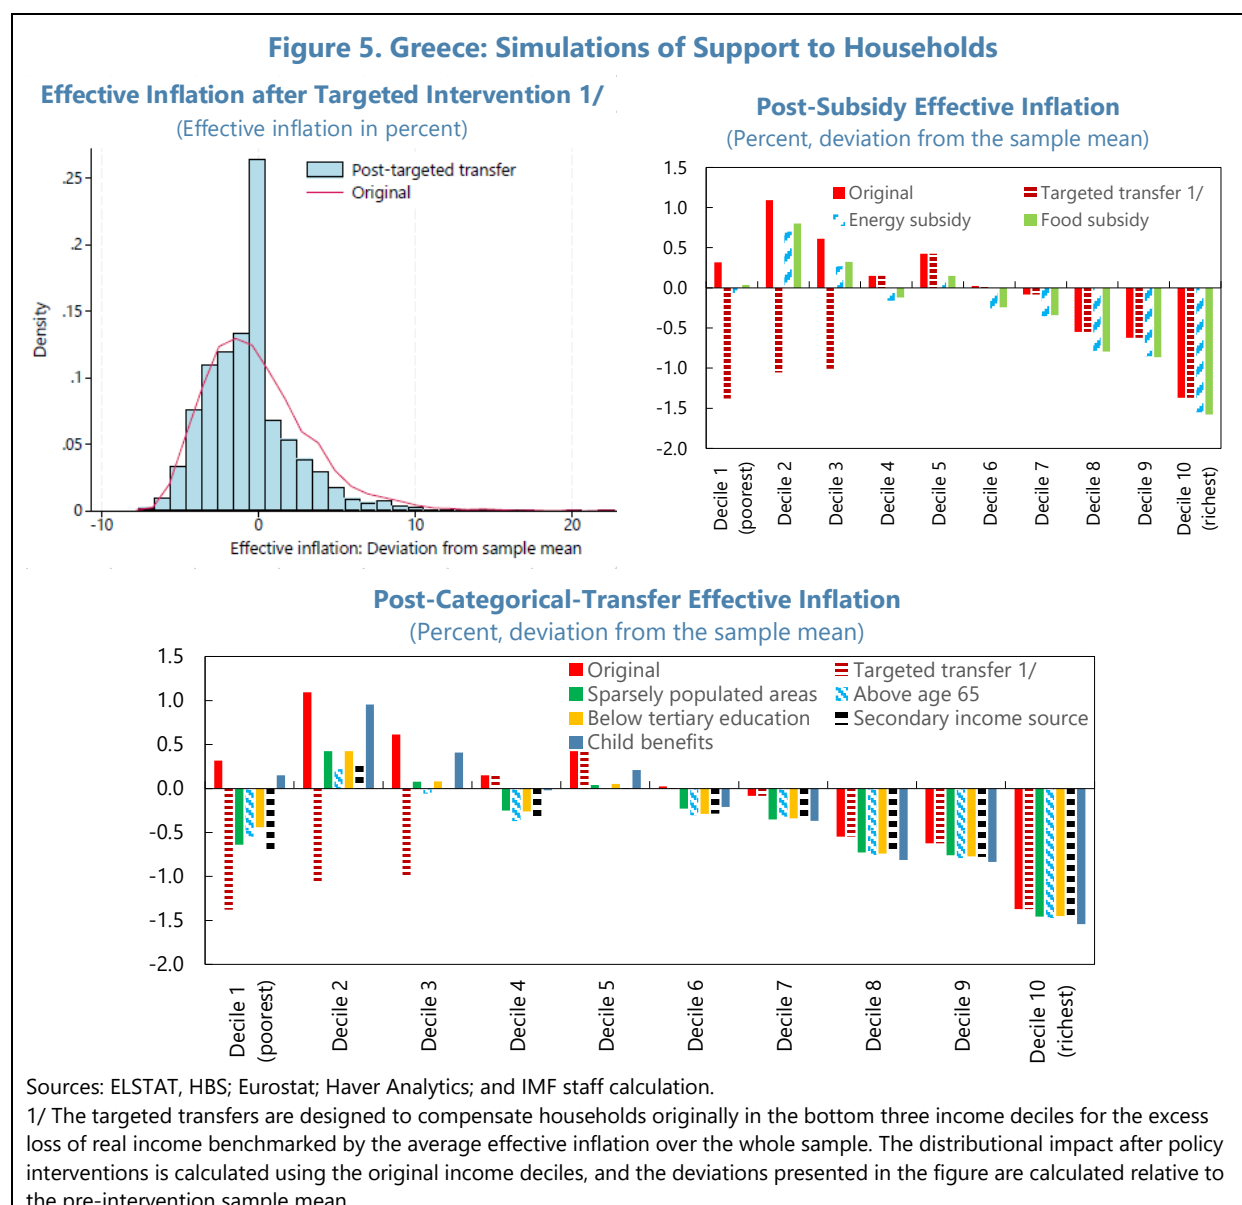 Figure 5. Greece: Simulations of Support to Households
Effective Inflation after Targeted Intervention 1/
(Effective inflation in percent)
Post-targeted transfer
Original
.25
.2
.15
.1
.05
0
Density
-10
0
10
20
Effective inflation: Deviation from sample mean
Post-Subsidy Effective Inflation
(Percent, deviation from the sample mean)
1.5
1.0
0.5
0.0
-0.5
-1.0
-1.5
-2.0
Original
Targeted transfer 1/
Energy subsidy
Food subsidy
Decile 1
(poorest)
Decile 2
Decile 3
Decile 4
Decile 5
Decile 6
Decile 7
Decile 8
Decile 9
Decile 10
(richest)
Post-Categorical-Transfer Effective Inflation
(Percent, deviation from the sample mean)
1.5
1.0
0.5
0.0
-0.5
-1.0
-1.5
-2.0
Original
Targeted transfer 1/
Sparsely populated areas
Above age 65
Below tertiary education
Secondary income source
Child benefits
Decile 1
(poorest)
Decile 2
Decile 3
Decile 4
Decile 5
Decile 6
Decile 7
Decile 8
Decile 9
Decile 10
(richest)
Sources: ELSTAT, HBS; Eurostat; Haver Analytics; and IMF staff calculation.
1/ The targeted transfers are designed to compensate households originally in the bottom three income deciles for the excess
loss of real income benchmarked by the average effective inflation over the whole sample. The distributional impact after policy
interventions is calculated using the original income deciles, and the deviations presented in the figure are calculated relative to
the pre-intervention sample mean.